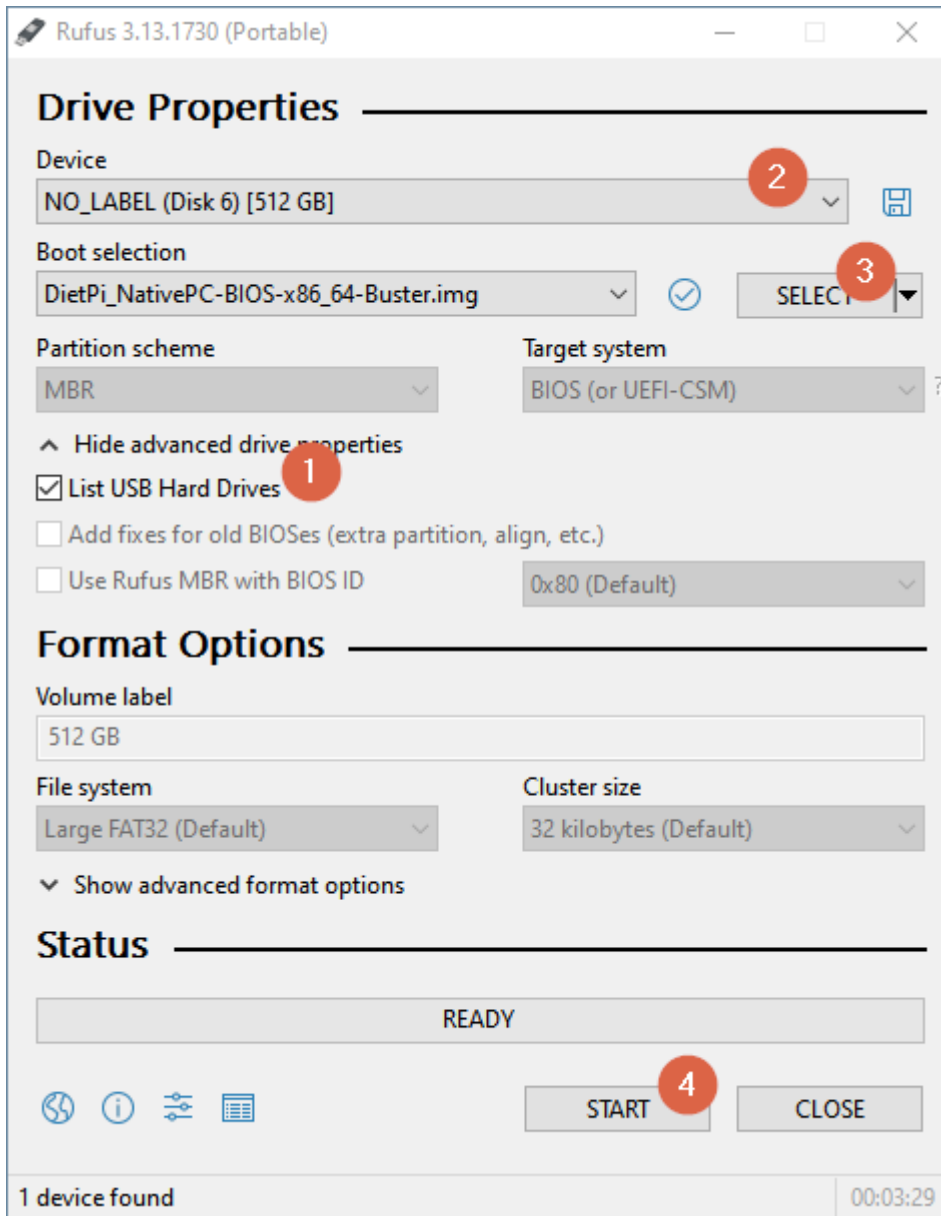 Rufus 3.13.1730 (Portable)
Drive Properties
Device
NO_LABEL (Disk 6) [512 GB]
2
Boot selection
DietPi_NativePC-BIOS-x86_64-Buster.img
SELECT
3
Partition scheme
Target system
MBR
BIOS (or UEFI-CSM)
?
Hide advanced drive properties
List USB Hard Drives
1
Add fixes for old BIOSes (extra partition, align, etc.)
Use Rufus MBR with BIOS ID
0x80 (Default)
Format Options
Volume label
512 GB
File system
Cluster size
Large FAT32 (Default)
32 kilobytes (Default)
Show advanced format options
Status
READY
START
4
CLOSE
1 device found
00:03:29